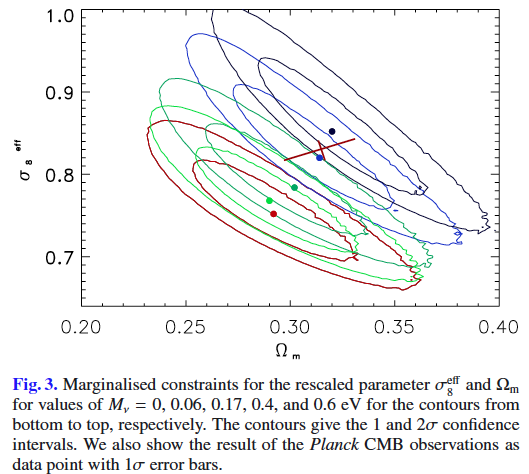 1.0
0.9
0.8
0.7
σ 8 eff
0.20 0.25 0.30 0.35 0.40
Ω m
Fig. 3. Marginalised constraints for the rescaled parameter σ₈^eff and Ωₘ
for values of Mᵥ = 0, 0.06, 0.17, 0.4, and 0.6 eV for the contours from
bottom to top, respectively. The contours give the 1 and 2σ confidence
intervals. We also show the result of the Planck CMB observations as
data point with 1σ error bars.